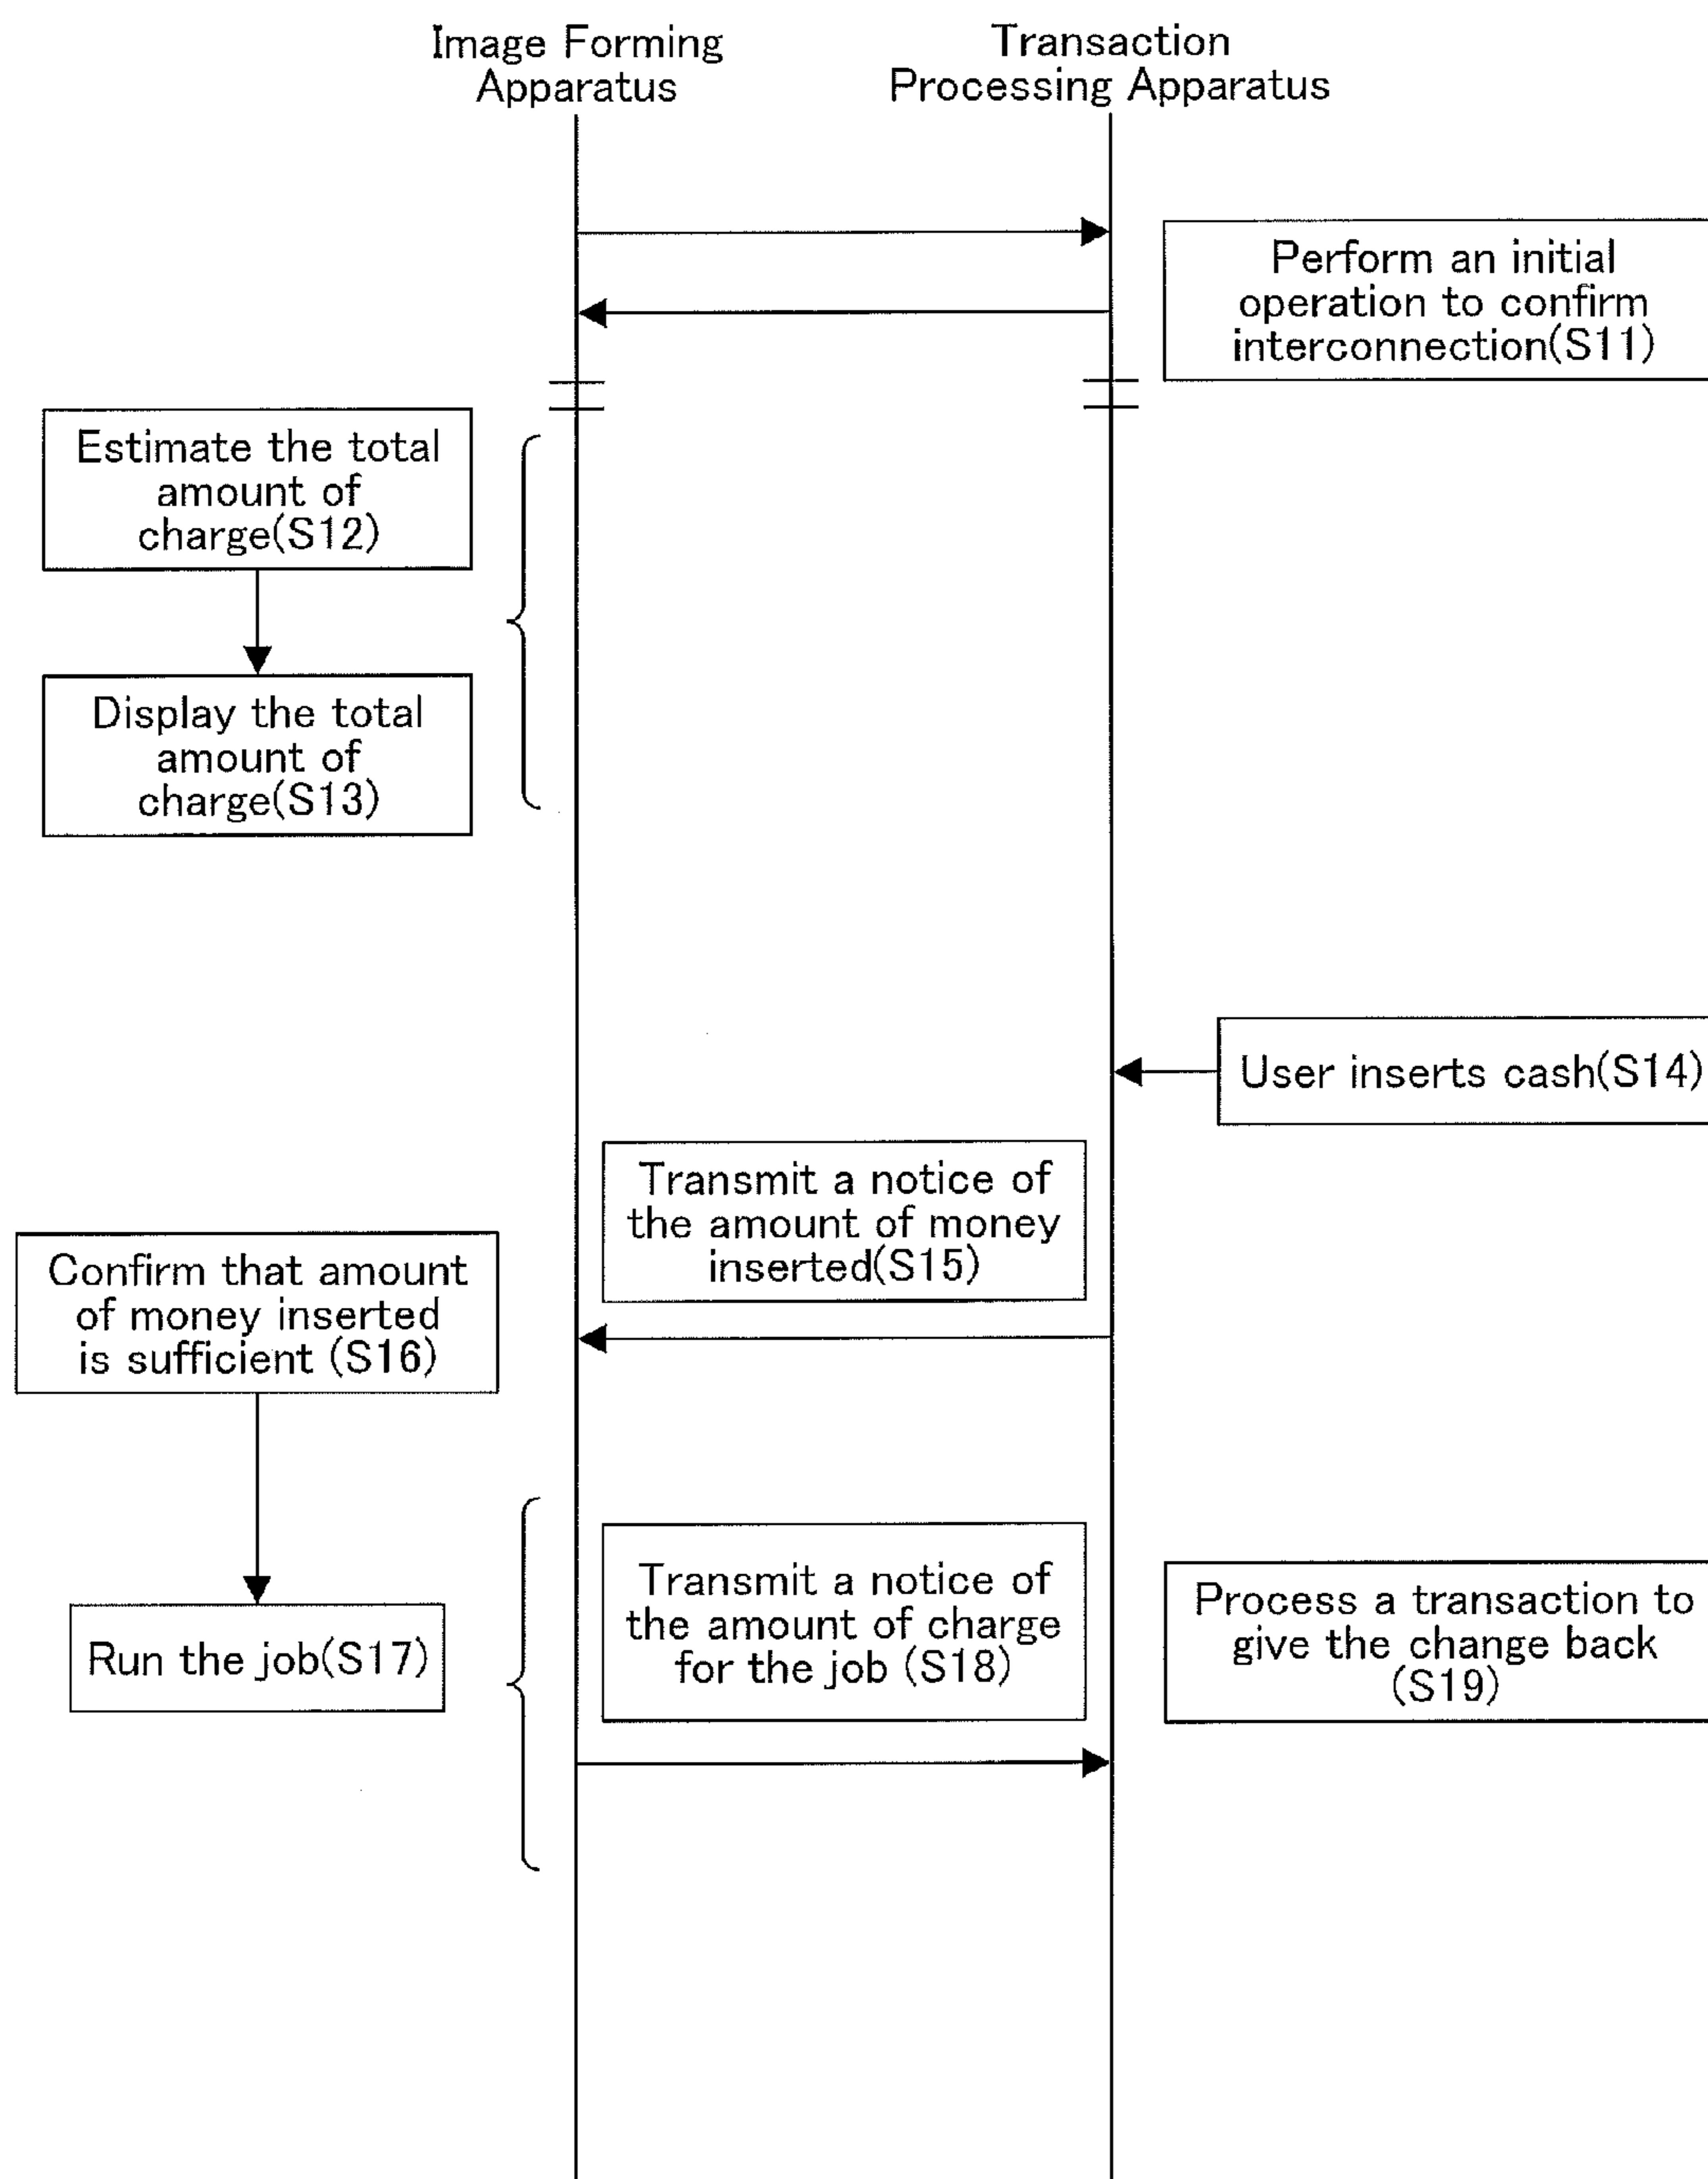 Image Forming
Apparatus
Transaction
Processing Apparatus
Perform an initial
operation to confirm
interconnection(S11)
Estimate the total
amount of
charge(S12)
Display the total
amount of
charge(S13)
User inserts cash(S14)
Transmit a notice of
the amount of money
inserted(S15)
Confirm that amount
of money inserted
is sufficient (S16)
Run the job(S17)
Transmit a notice of
the amount of charge
for the job (S18)
Process a transaction to
give the change back
(S19)